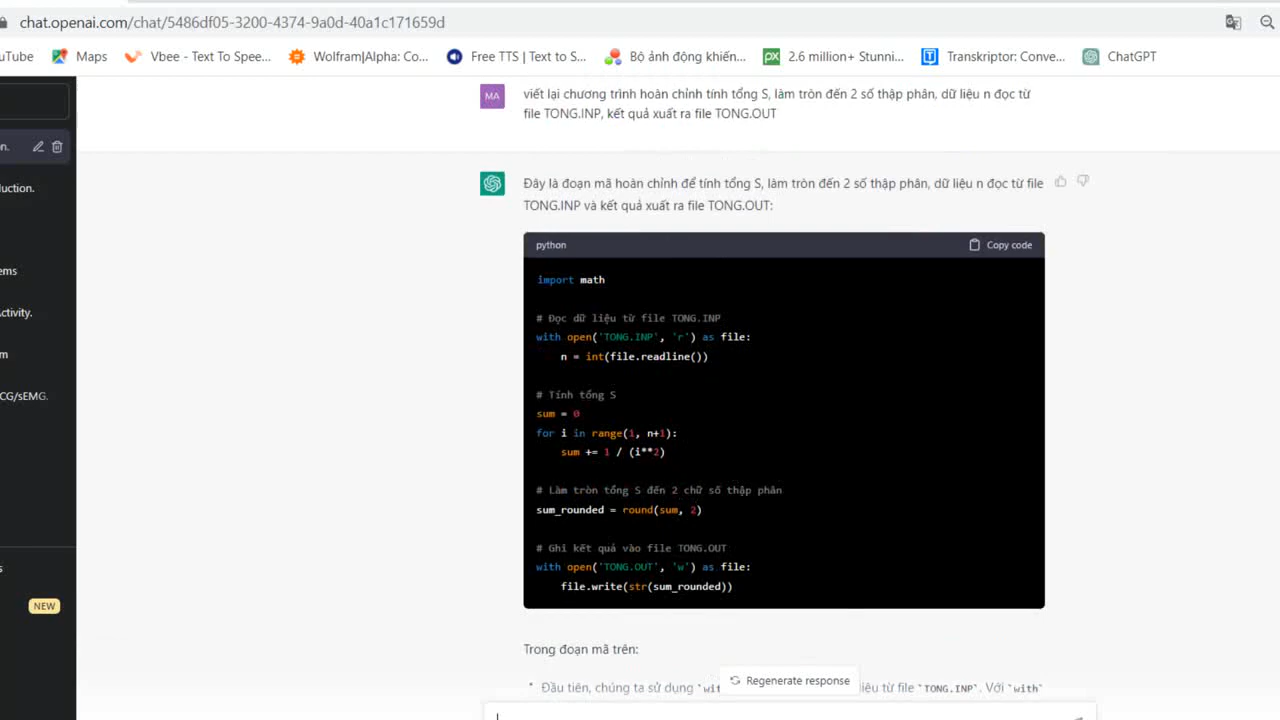 chat.openai.com/chat/5486df05-3200-4374-9a0d-40a1c171659d
uTube Maps Vbee - Text To Spee... Wolfram|Alpha: Co... Free TTS | Text to S... Bộ ảnh động khiến... PX 2.6 million+ Stunni... Transkriptor: Conve... ChatGPT
MA viết lại chương trình hoàn chỉnh tính tổng S, làm tròn đến 2 số thập phân, dữ liệu n đọc từ
file TONG.INP, kết quả xuất ra file TONG.OUT
n.
uction.
ems
ctivity.
m
CG/sEMG.
s
NEW
Đây là đoạn mã hoàn chỉnh để tính tổng S, làm tròn đến 2 số thập phân, dữ liệu n đọc từ file
TONG.INP và kết quả xuất ra file TONG.OUT:
python Copy code
import math
# Đọc dữ liệu từ file TONG.INP
with open('TONG.INP', 'r') as file:
n = int(file.readline())
# Tính tổng S
sum = 0
for i in range(1, n+1):
sum += 1 / (i**2)
# Làm tròn tổng S đến 2 chữ số thập phân
sum_rounded = round(sum, 2)
# Ghi kết quả vào file TONG.OUT
with open('TONG.OUT', 'w') as file:
file.write(str(sum_rounded))
Trong đoạn mã trên:
Regenerate response
• Đầu tiên, chúng ta sử dụng `wit iệu từ file `TONG.INP`. Với `with`